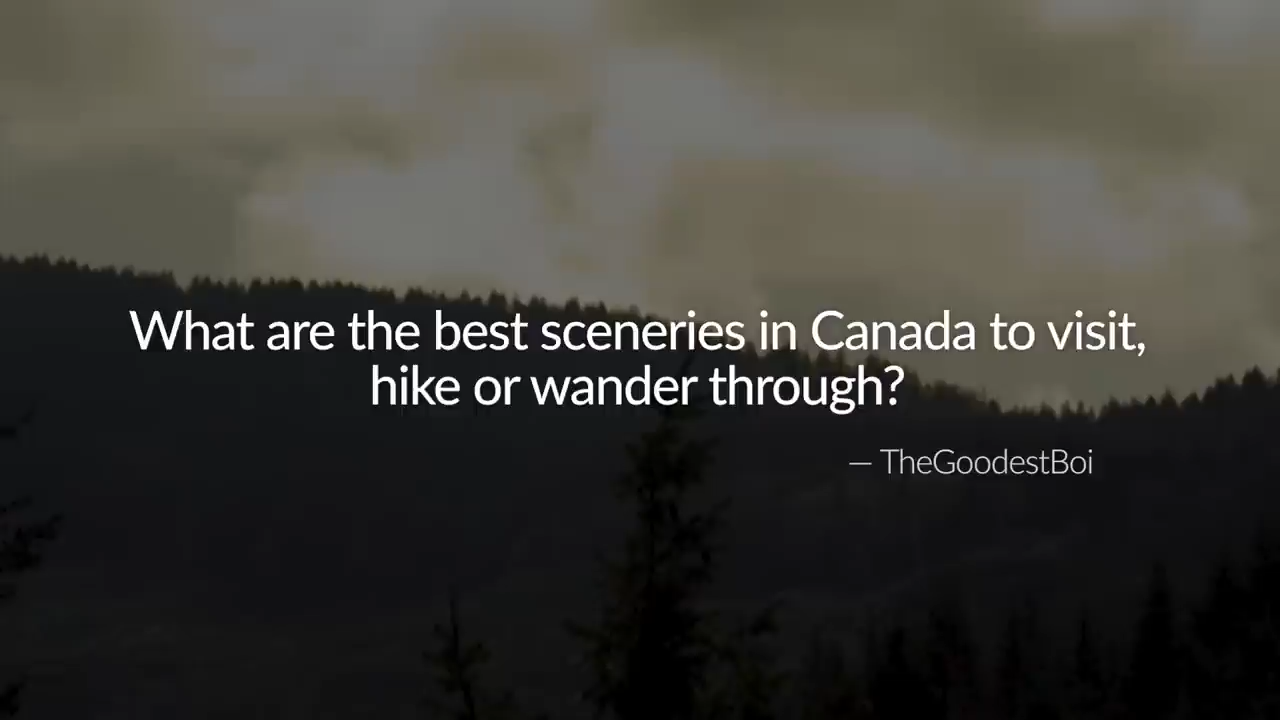 What are the best sceneries in Canada to visit,
hike or wander through?
— TheGoodestBoi